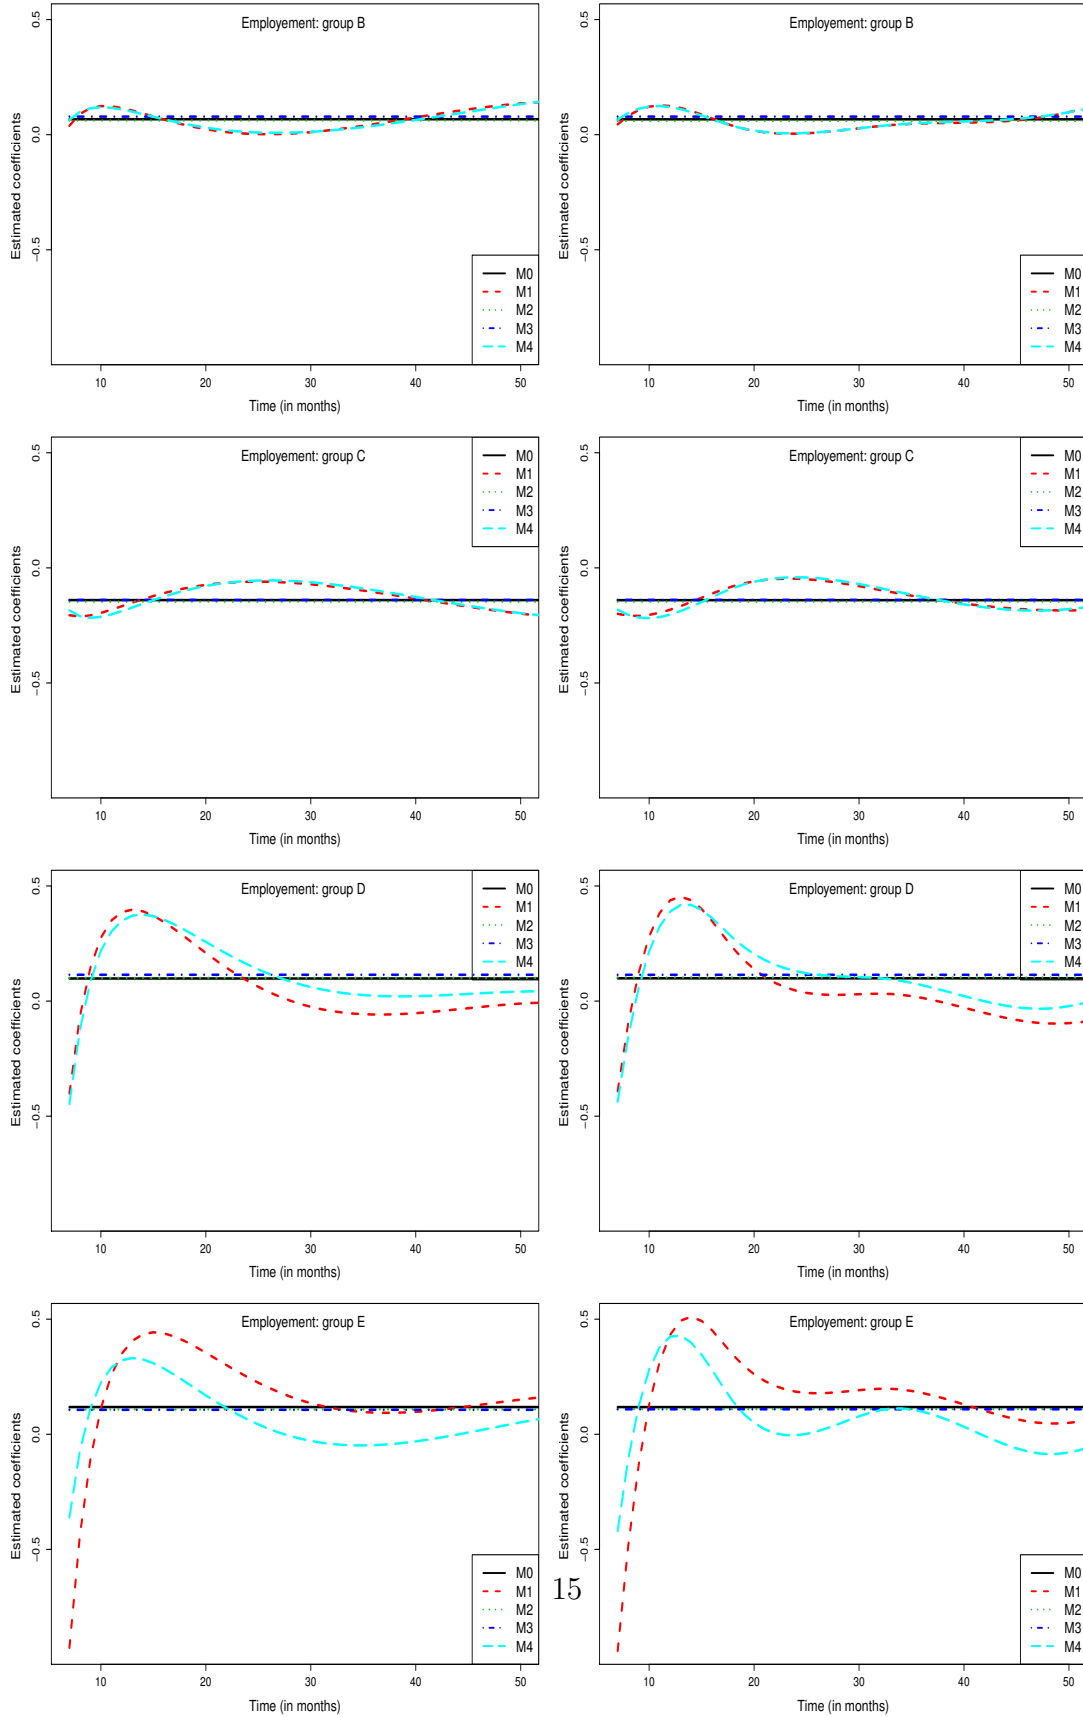 Employement: group B
Estimated coefficients
0.5
0.0
−0.5
M0
M1
M2
M3
M4
10 20 30 40 50
Time (in months)
Employement: group B
Estimated coefficients
0.5
0.0
−0.5
M0
M1
M2
M3
M4
10 20 30 40 50
Time (in months)
Employement: group C
Estimated coefficients
0.5
0.0
−0.5
M0
M1
M2
M3
M4
10 20 30 40 50
Time (in months)
Employement: group C
Estimated coefficients
0.5
0.0
−0.5
M0
M1
M2
M3
M4
10 20 30 40 50
Time (in months)
Employement: group D
Estimated coefficients
0.5
0.0
−0.5
M0
M1
M2
M3
M4
10 20 30 40 50
Time (in months)
Employement: group D
Estimated coefficients
0.5
0.0
−0.5
M0
M1
M2
M3
M4
10 20 30 40 50
Time (in months)
Employement: group E
Estimated coefficients
0.5
0.0
−0.5
M0
M1
M2
M3
M4
10 20 30 40 50
Time (in months)
Employement: group E
Estimated coefficients
0.5
0.0
−0.5
M0
M1
M2
M3
M4
10 20 30 40 50
Time (in months)
15